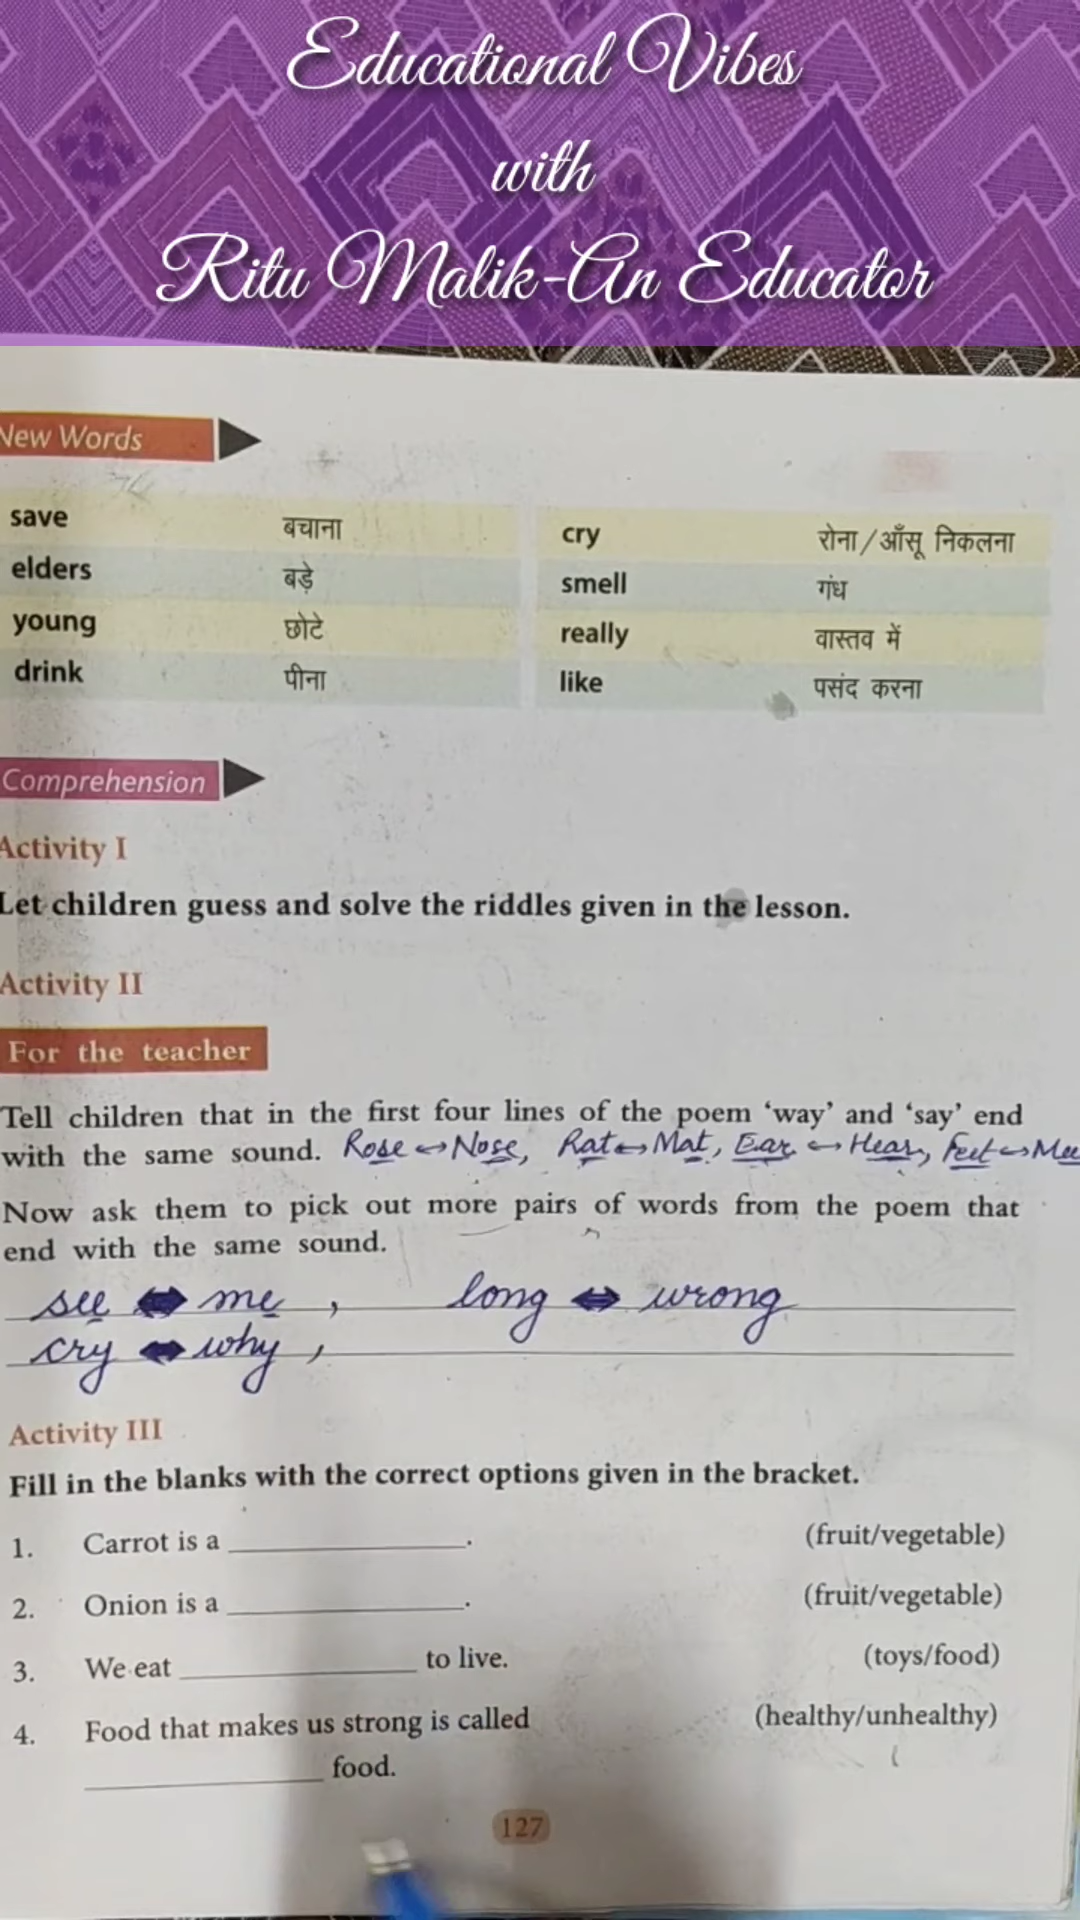 Educational Vibes
with
Ritu Malik-An Educator
New Words
save बचाना cry रोना/आँसू निकलना
elders बड़े smell गंध
young छोटे really वास्तव में
drink पीना like पसंद करना
Comprehension
Activity I
Let children guess and solve the riddles given in the lesson.
Activity II
For the teacher
Tell children that in the first four lines of the poem ‘way’ and ‘say’ end
with the same sound. Rose ↔ Nose, Rat ↔ Mat, Ear ↔ Hear, Feet ↔
Now ask them to pick out more pairs of words from the poem that
end with the same sound.
see ↔ me , long ↔ wrong
cry ↔ why ,
Activity III
Fill in the blanks with the correct options given in the bracket.
1. Carrot is a ____________. (fruit/vegetable)
2. Onion is a ____________. (fruit/vegetable)
3. We eat ____________ to live. (toys/food)
4. Food that makes us strong is called (healthy/unhealthy)
____________ food.
127